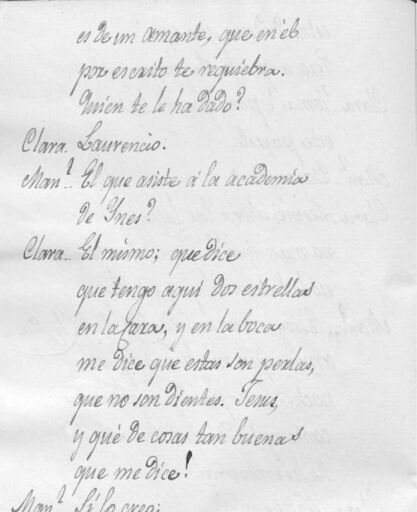 es de un amante, que en él
por escrito te requiebra.
Quien te le ha dado?
Clara. Laurencio.
Man.ˡ.. El que asiste á la academia
de Ynes?
Clara.. El mismo; que dice
que tengo aqui dos estrellas
en la cara, y en la boca
me dice que estas son perlas,
que no son dientes. Jesus,
y qué de cosas tan buenas
que me dice!
Man.ˡ. Si lo creo;